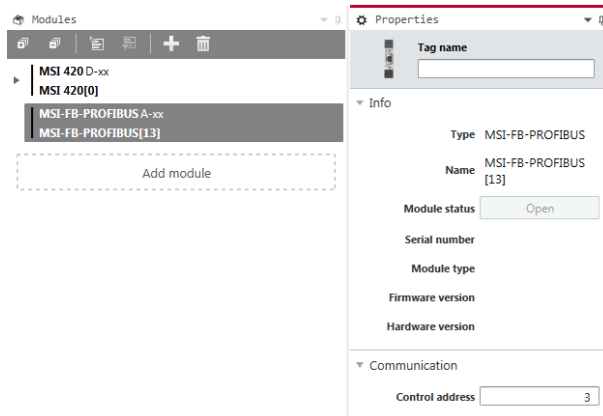 Modules
MSI 420 D-xx
MSI 420[0]
MSI-FB-PROFIBUS A-xx
MSI-FB-PROFIBUS[13]
Add module
Properties
Tag name
Info
Type MSI-FB-PROFIBUS
Name MSI-FB-PROFIBUS
[13]
Module status Open
Serial number
Module type
Firmware version
Hardware version
Communication
Control address 3